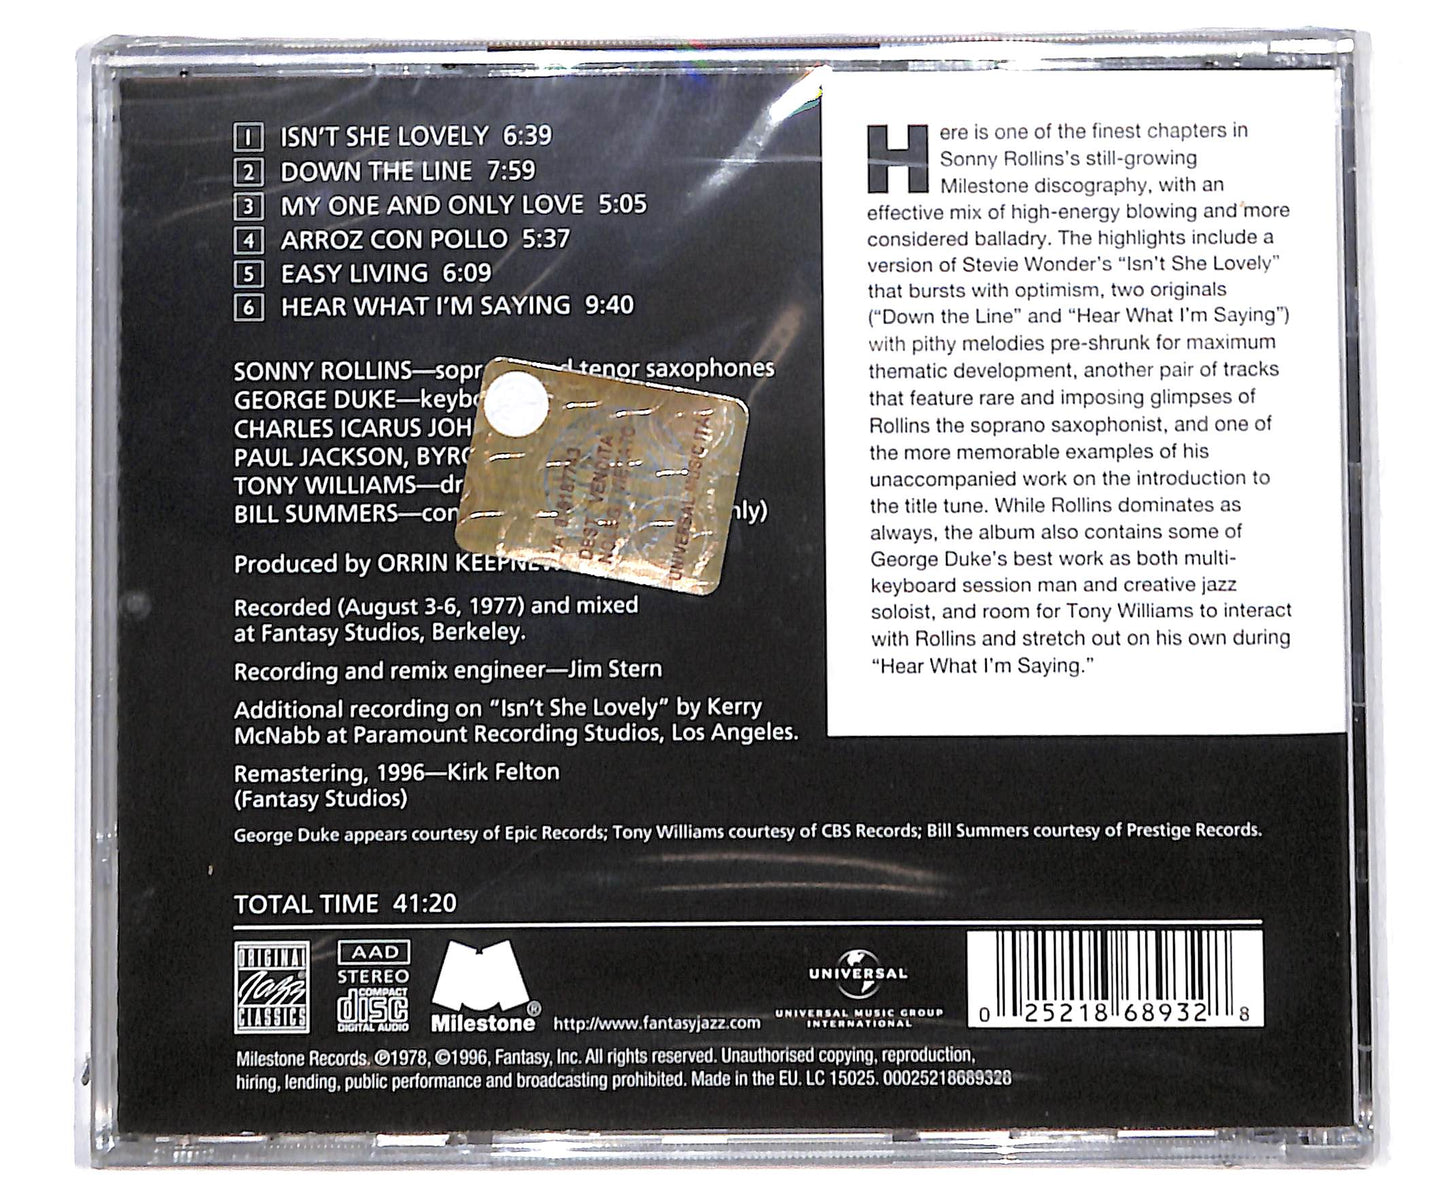 1 ISN'T SHE LOVELY 6:39
2 DOWN THE LINE 7:59
3 MY ONE AND ONLY LOVE 5:05
4 ARROZ CON POLLO 5:37
5 EASY LIVING 6:09
6 HEAR WHAT I'M SAYING 9:40
SONNY ROLLINS—tenor saxophones
GEORGE DUKE
CHARLES ICARUS
PAUL JACKSON,
TONY WILLIAMS
BILL SUMMERS
Produced by ORRIN
Recorded (August 3-6, 1977) and mixed
at Fantasy Studios, Berkeley.
Recording and remix engineer—Jim Stern
Additional recording on "Isn't She Lovely" by Kerry
McNabb at Paramount Recording Studios, Los Angeles.
Remastering, 1996—Kirk Felton
(Fantasy Studios)
George Duke appears courtesy of Epic Records; Tony Williams courtesy of CBS Records; Bill Summers courtesy of Prestige Records.
TOTAL TIME 41:20
DEST. VENDITA
UNIVERSAL MUSIC ITA
Here is one of the finest chapters in
Sonny Rollins's still-growing
Milestone discography, with an
effective mix of high-energy blowing and more
considered balladry. The highlights include a
version of Stevie Wonder's "Isn't She Lovely"
that bursts with optimism, two originals
("Down the Line" and "Hear What I'm Saying")
with pithy melodies pre-shrunk for maximum
thematic development, another pair of tracks
that feature rare and imposing glimpses of
Rollins the soprano saxophonist, and one of
the more memorable examples of his
unaccompanied work on the introduction to
the title tune. While Rollins dominates as
always, the album also contains some of
George Duke's best work as both multi-
keyboard session man and creative jazz
soloist, and room for Tony Williams to interact
with Rollins and stretch out on his own during
"Hear What I'm Saying."
ORIGINAL
Jazz
CLASSICS
AAD
STEREO
COMPACT
disc
DIGITAL AUDIO
Milestone®
http://www.fantasyjazz.com
UNIVERSAL
UNIVERSAL MUSIC GROUP
INTERNATIONAL
0 25218 68932 8
Milestone Records. ℗1978, ©1996, Fantasy, Inc. All rights reserved. Unauthorised copying, reproduction,
hiring, lending, public performance and broadcasting prohibited. Made in the EU. LC 15025. 00025218689328